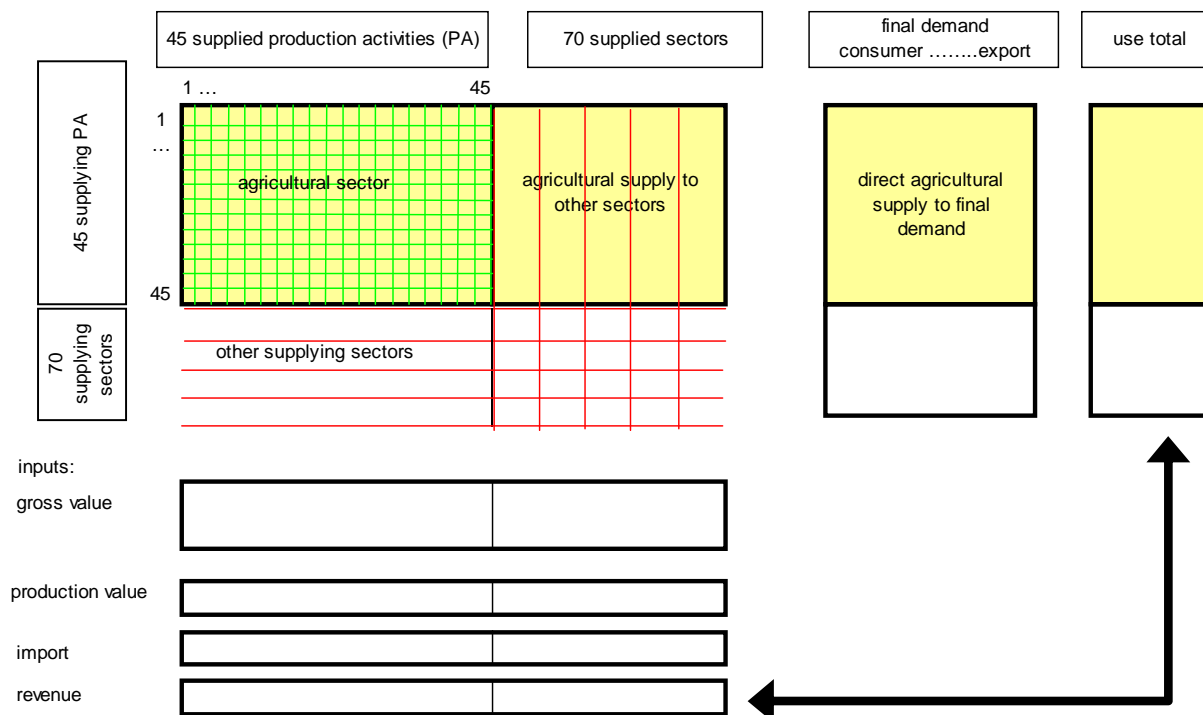 45 supplied production activities (PA)
70 supplied sectors
final demand
consumer ........export
use total
1 ...
45
45 supplying PA
1
...
45
agricultural sector
agricultural supply to
other sectors
direct agricultural
supply to final
demand
70
supplying
sectors
other supplying sectors
inputs:
gross value
production value
import
revenue